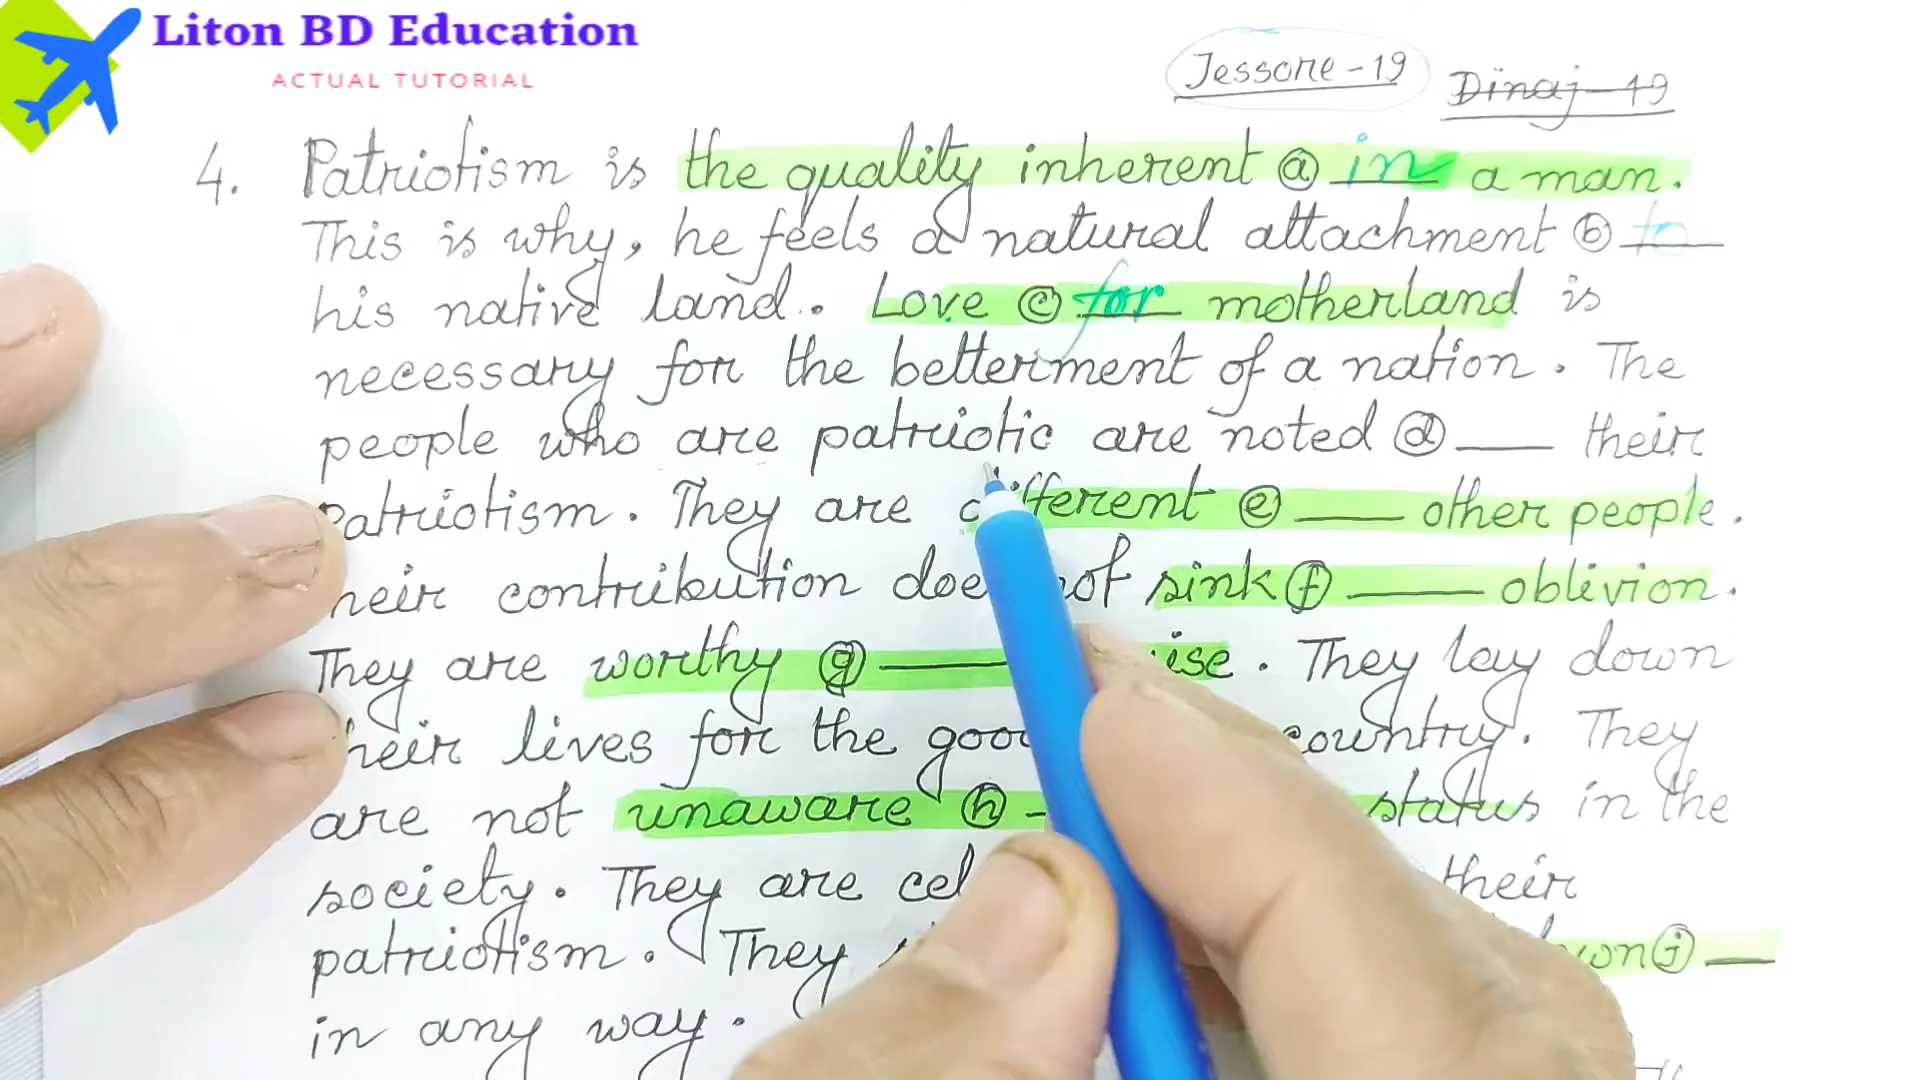 Liton BD Education
ACTUAL TUTORIAL
Jessore-19 Dinaj-19
4. Patriotism is the quality inherent ⓐ in a man.
This is why, he feels a natural attachment ⓑ to
his native land. Love ⓒ for motherland is
necessary for the betterment of a nation. The
people who are patriotic are noted ⓓ ___ their
patriotism. They are different ⓔ ___ other people.
their contribution does not sink ⓕ ___ oblivion.
They are worthy ⓖ ___ . They lay down
their lives for the good country. They
are not unaware ⓗ status in the
society. They are their
patriotism. They ⓙ ___
in any way.